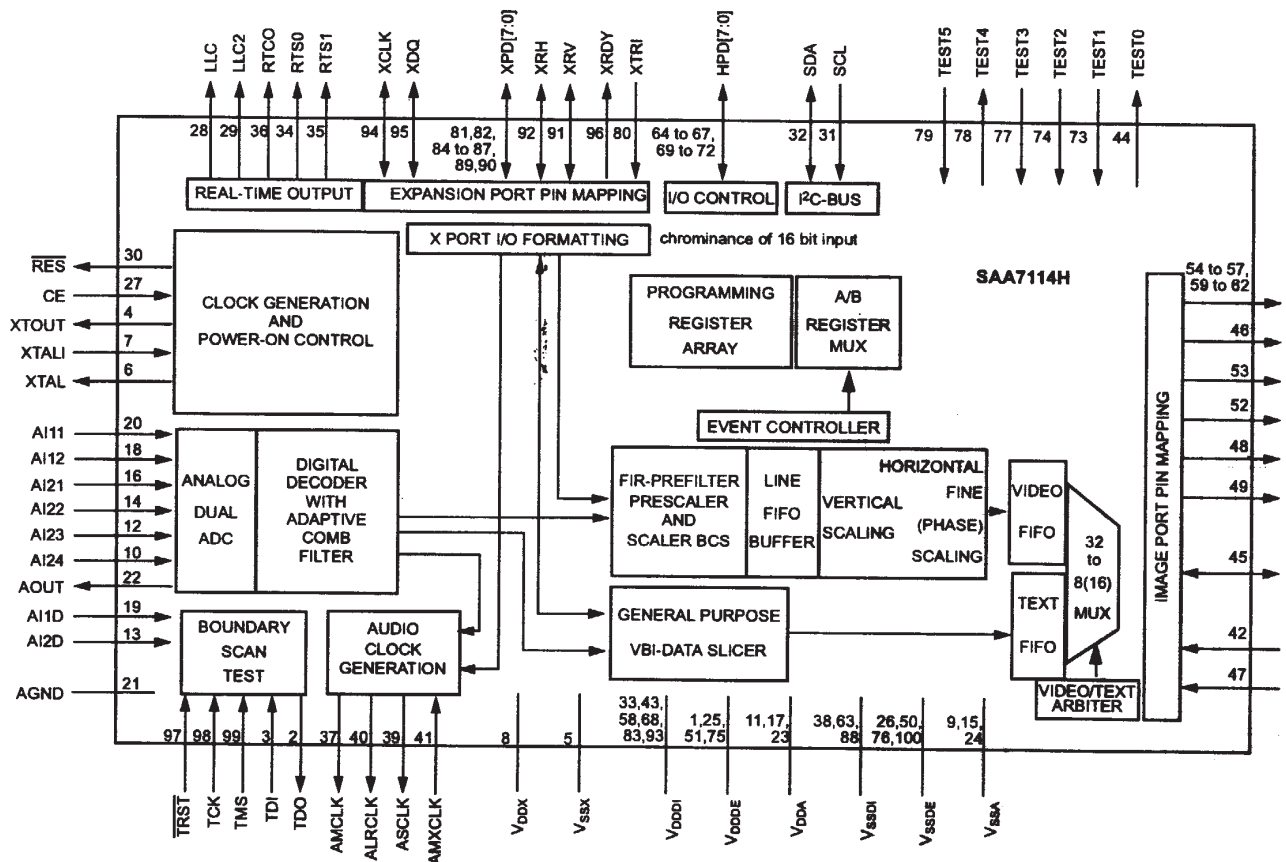 LLC
LLC2
RTCO
RTS0
RTS1
XCLK
XDQ
XPD[7:0]
XRH
XRV
XRDY
XTRI
HPD[7:0]
SDA
SCL
TEST5
TEST4
TEST3
TEST2
TEST1
TEST0
28
29
36
34
35
94
95
81,82,
84 to 87,
89,90
92
91
96
80
64 to 67,
69 to 72
32
31
79
78
77
74
73
44
REAL-TIME OUTPUT
EXPANSION PORT PIN MAPPING
I/O CONTROL
I²C-BUS
X PORT I/O FORMATTING
chrominance of 16 bit input
SAA7114H
RES
30
CE
27
XTOUT
4
XTALI
7
XTAL
6
CLOCK GENERATION
AND
POWER-ON CONTROL
PROGRAMMING
REGISTER
ARRAY
A/B
REGISTER
MUX
EVENT CONTROLLER
AI11
20
AI12
18
AI21
16
AI22
14
AI23
12
AI24
10
AOUT
22
AI1D
19
AI2D
13
AGND
21
ANALOG
DUAL
ADC
DIGITAL
DECODER
WITH
ADAPTIVE
COMB
FILTER
FIR-PREFILTER
PRESCALER
AND
SCALER BCS
LINE
FIFO
BUFFER
VERTICAL
SCALING
HORIZONTAL
FINE
(PHASE)
SCALING
VIDEO
FIFO
TEXT
FIFO
32
to
8(16)
MUX
VIDEO/TEXT
ARBITER
IMAGE PORT PIN MAPPING
54 to 57,
59 to 62
46
53
52
48
49
45
42
47
BOUNDARY
SCAN
TEST
AUDIO
CLOCK
GENERATION
GENERAL PURPOSE
VBI-DATA SLICER
97
98
99
3
2
37
40
39
41
8
5
33,43,
58,68,
83,93
1,25,
51,75
11,17,
23
38,63,
88
26,50,
76,100
9,15,
24
TRST
TCK
TMS
TDI
TDO
AMCLK
ALRCLK
ASCLK
AMXCLK
VDDX
VSSX
VDDDI
VDDDE
VDDA
VSSDI
VSSDE
VSSA